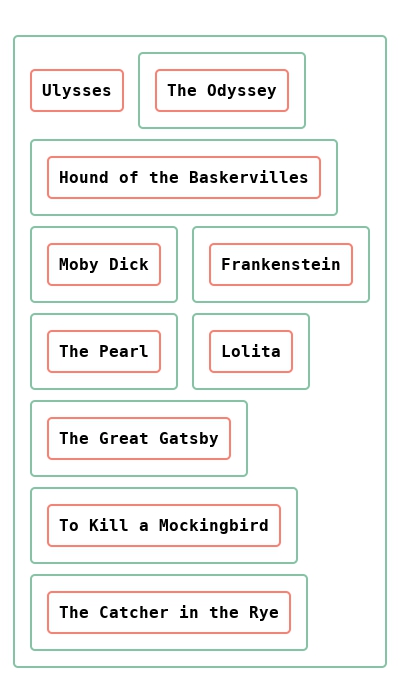 Ulysses The Odyssey
Hound of the Baskervilles
Moby Dick Frankenstein
The Pearl Lolita
The Great Gatsby
To Kill a Mockingbird
The Catcher in the Rye